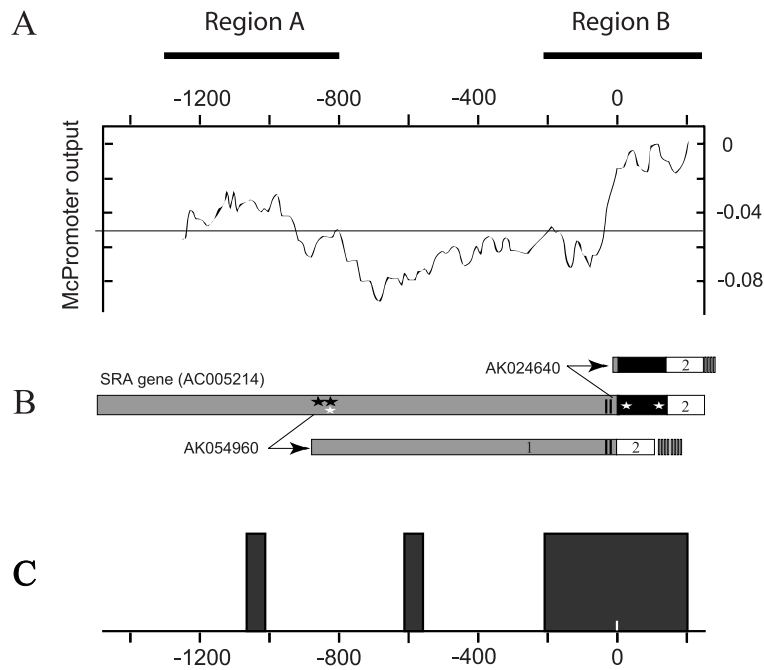 A
Region A Region B
-1200 -800 -400 0
McPromoter output
0
-0.04
-0.08
AK024640
2
SRA gene (AC005214)
B
2
AK054960
1 2
C
-1200 -800 -400 0